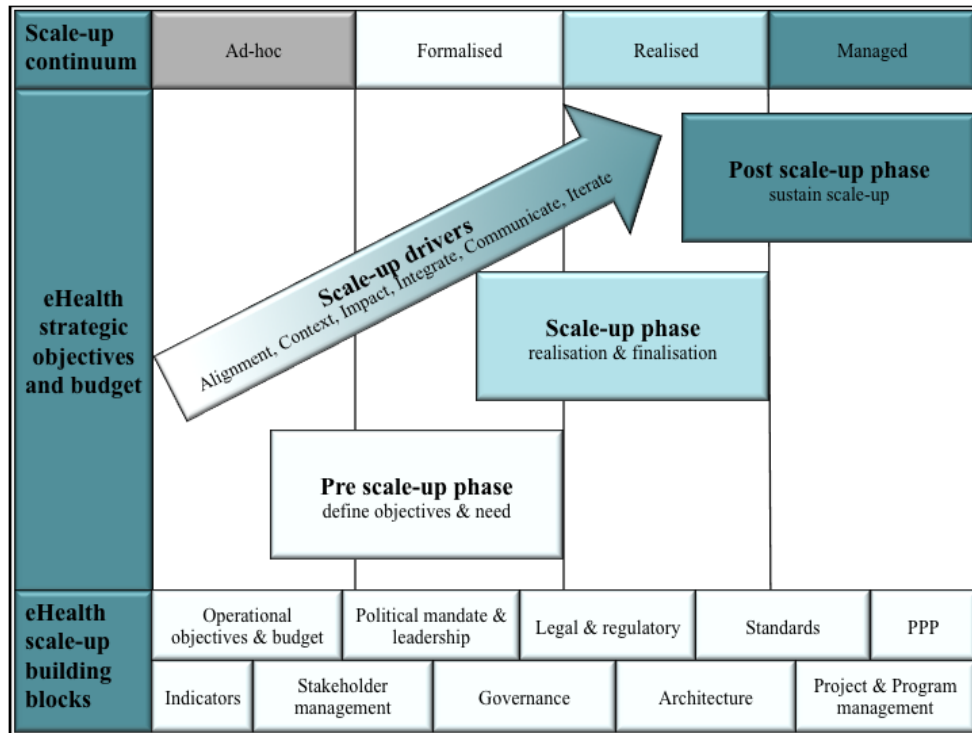 Scale-up
continuum
Ad-hoc
Formalised
Realised
Managed
eHealth
strategic
objectives
and budget
Scale-up drivers
Alignment, Context, Impact, Integrate, Communicate, Iterate
Post scale-up phase
sustain scale-up
Scale-up phase
realisation & finalisation
Pre scale-up phase
define objectives & need
eHealth
scale-up
building
blocks
Operational
objectives & budget
Political mandate &
leadership
Legal & regulatory
Standards
PPP
Indicators
Stakeholder
management
Governance
Architecture
Project & Program
management